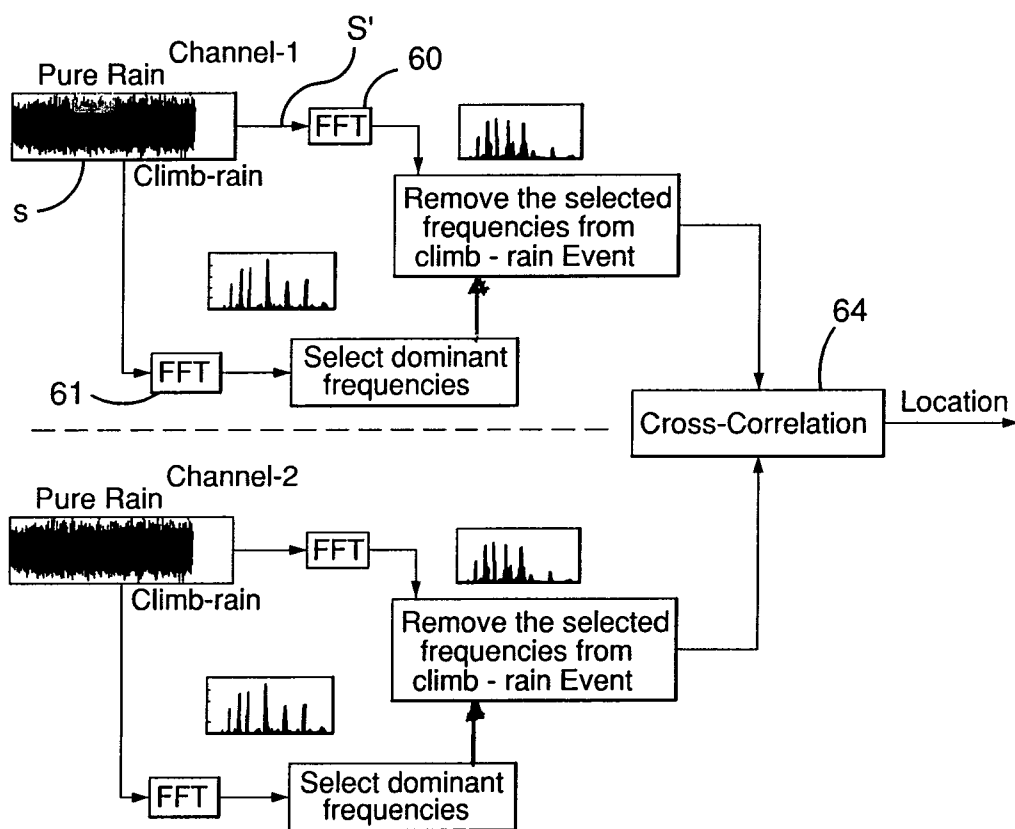 S'
Channel-1
60
Pure Rain
FFT
Climb-rain
s
Remove the selected
frequencies from
climb - rain Event
64
FFT
Select dominant
frequencies
61
Location
Cross-Correlation
Channel-2
Pure Rain
FFT
Climb-rain
Remove the selected
frequencies from
climb - rain Event
FFT
Select dominant
frequencies